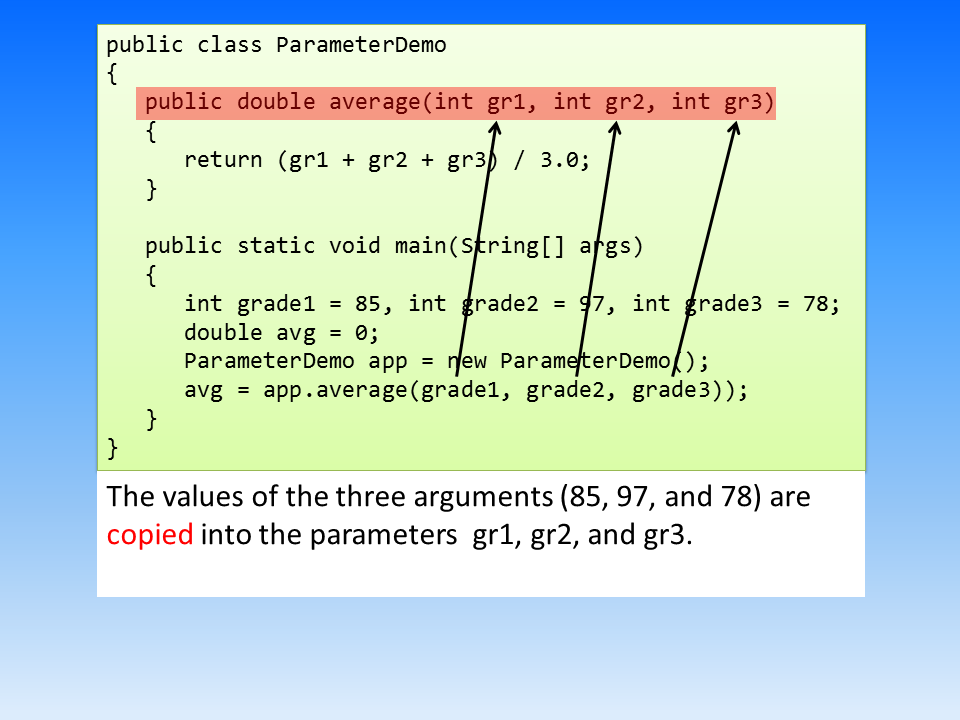 public class ParameterDemo
{
   public double average(int gr1, int gr2, int gr3)
   {
      return (gr1 + gr2 + gr3) / 3.0;
   }

   public static void main(String[] args)
   {
      int grade1 = 85, int grade2 = 97, int grade3 = 78;
      double avg = 0;
      ParameterDemo app = new ParameterDemo();
      avg = app.average(grade1, grade2, grade3));
   }
}
The values of the three arguments (85, 97, and 78) are
copied into the parameters  gr1, gr2, and gr3.